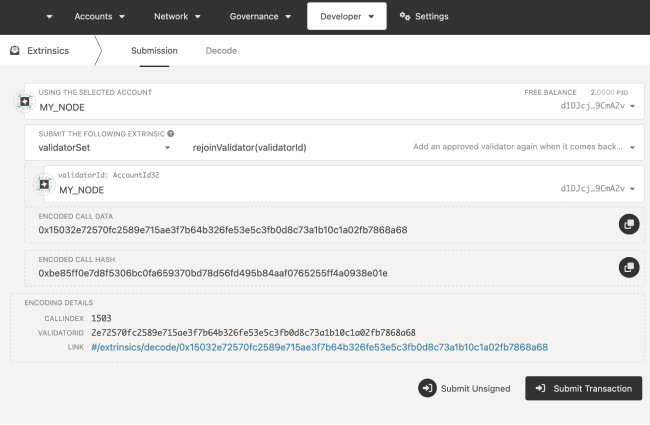 Accounts
Network
Governance
Developer
Settings
Extrinsics
Submission
Decode
USING THE SELECTED ACCOUNT
FREE BALANCE 2.0000 P3D
MY_NODE
d1DJcj…9CmA2v
SUBMIT THE FOLLOWING EXTRINSIC
validatorSet
rejoinValidator(validatorId)
Add an approved validator again when it comes back…
validatorId: AccountId32
MY_NODE
d1DJcj…9CmA2v
ENCODED CALL DATA
0x15032e72570fc2589e715ae3f7b64b326fe53e5c3fb0d8c73a1b10c1a02fb7868a68
ENCODED CALL HASH
0xbe85ff0e7d8f5306bc0fa659370bd78d56fd495b84aaf0765255ff4a0938e01e
ENCODING DETAILS
CALLINDEX 1503
VALIDATORID 2e72570fc2589e715ae3f7b64b326fe53e5c3fb0d8c73a1b10c1a02fb7868a68
LINK #/extrinsics/decode/0x15032e72570fc2589e715ae3f7b64b326fe53e5c3fb0d8c73a1b10c1a02fb7868a68
Submit Unsigned
Submit Transaction